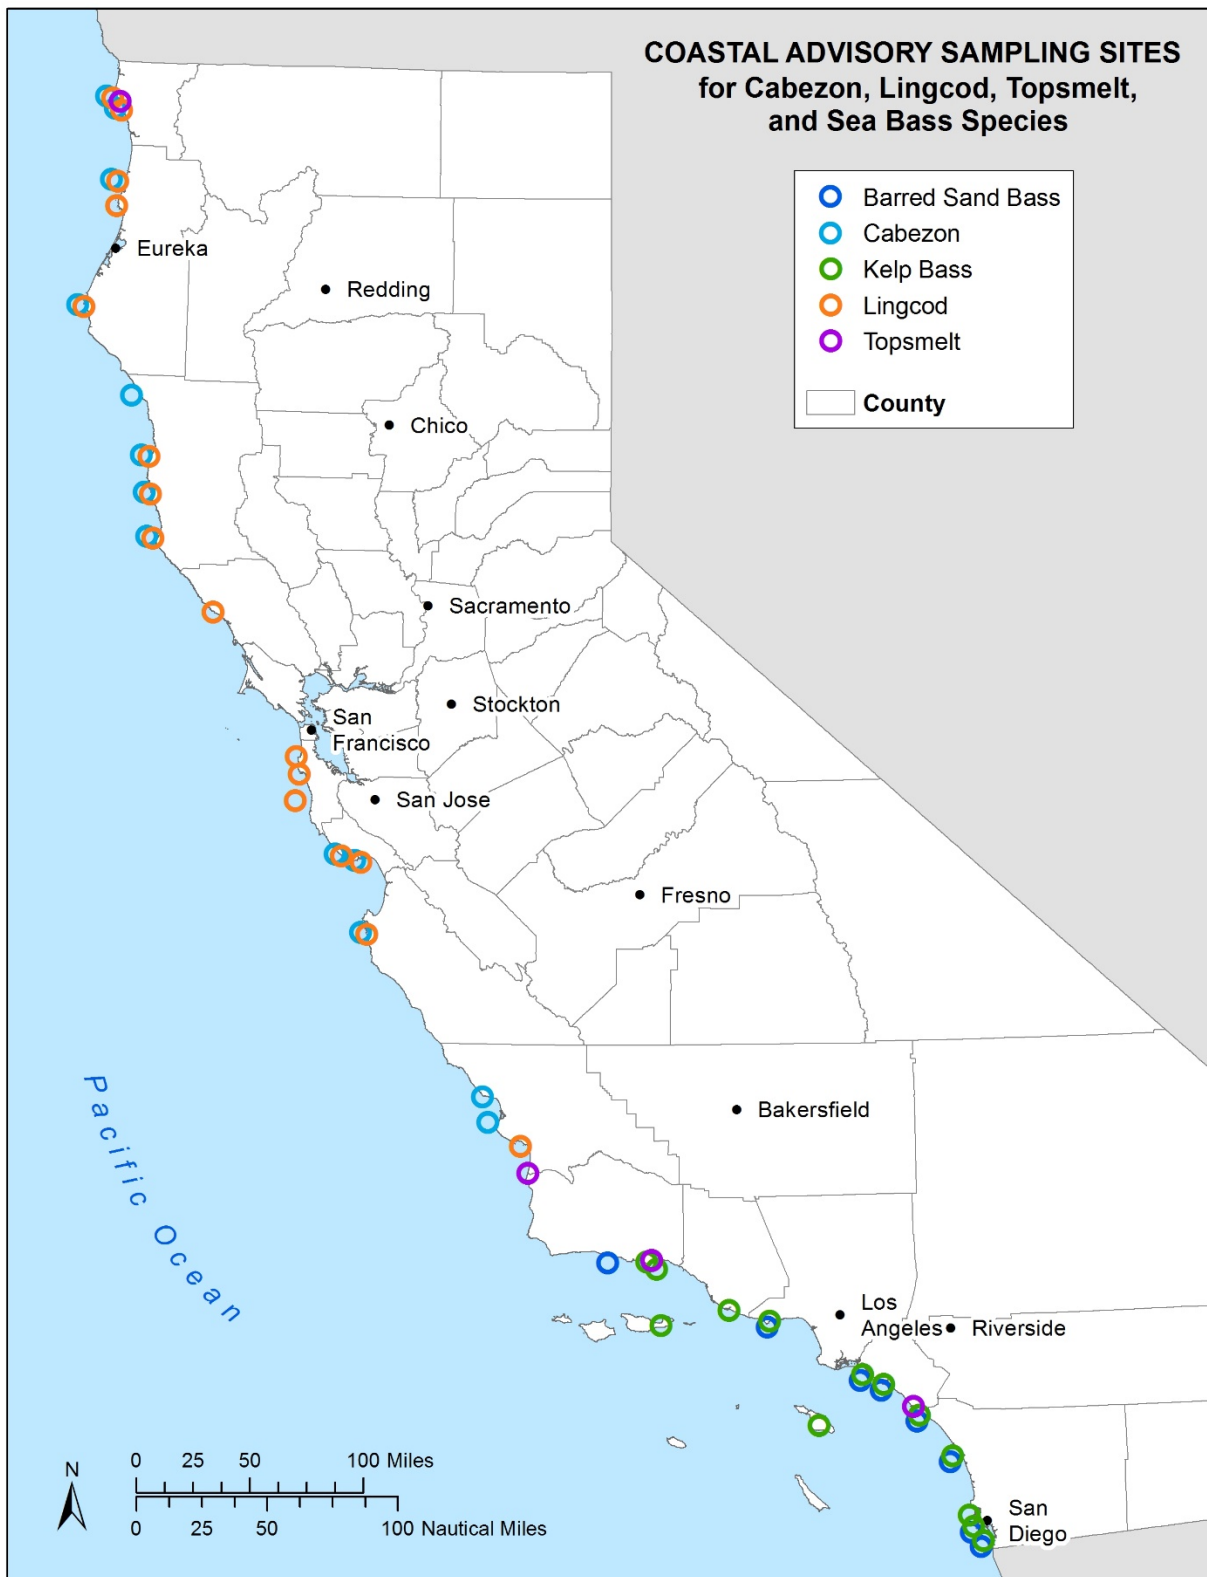 COASTAL ADVISORY SAMPLING SITES
for Cabezon, Lingcod, Topsmelt,
and Sea Bass Species
Barred Sand Bass
Cabezon
Kelp Bass
Lingcod
Topsmelt
County
Eureka
Redding
Chico
Sacramento
Stockton
San
Francisco
San Jose
Fresno
Bakersfield
Pacific Ocean
Los
Angeles
Riverside
San
Diego
N
0 25 50 100 Miles
0 25 50 100 Nautical Miles